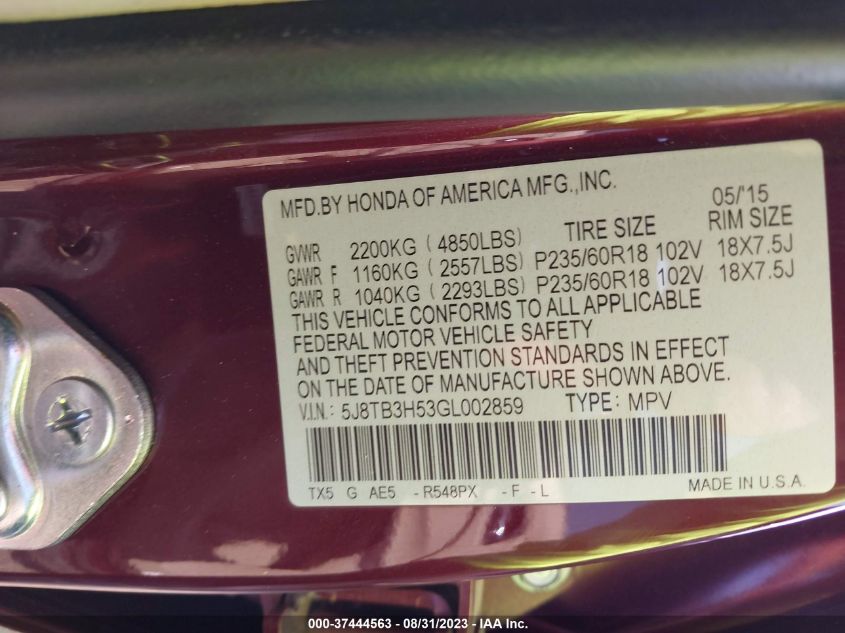 MFD.BY HONDA OF AMERICA MFG.,INC. 05/'15
TIRE SIZE RIM SIZE
GVWR 2200KG (4850LBS)
GAWR F 1160KG (2557LBS) P235/60R18 102V 18X7.5J
GAWR R 1040KG (2293LBS) P235/60R18 102V 18X7.5J
THIS VEHICLE CONFORMS TO ALL APPLICABLE
FEDERAL MOTOR VEHICLE SAFETY
AND THEFT PREVENTION STANDARDS IN EFFECT
ON THE DATE OF MANUFACTURE SHOWN ABOVE.
V.I.N.: 5J8TB3H53GL002859 TYPE: MPV
TX5 G AE5 -R548PX -F -L MADE IN U.S.A.
000-37444563 - 08/31/2023 - IAA Inc.